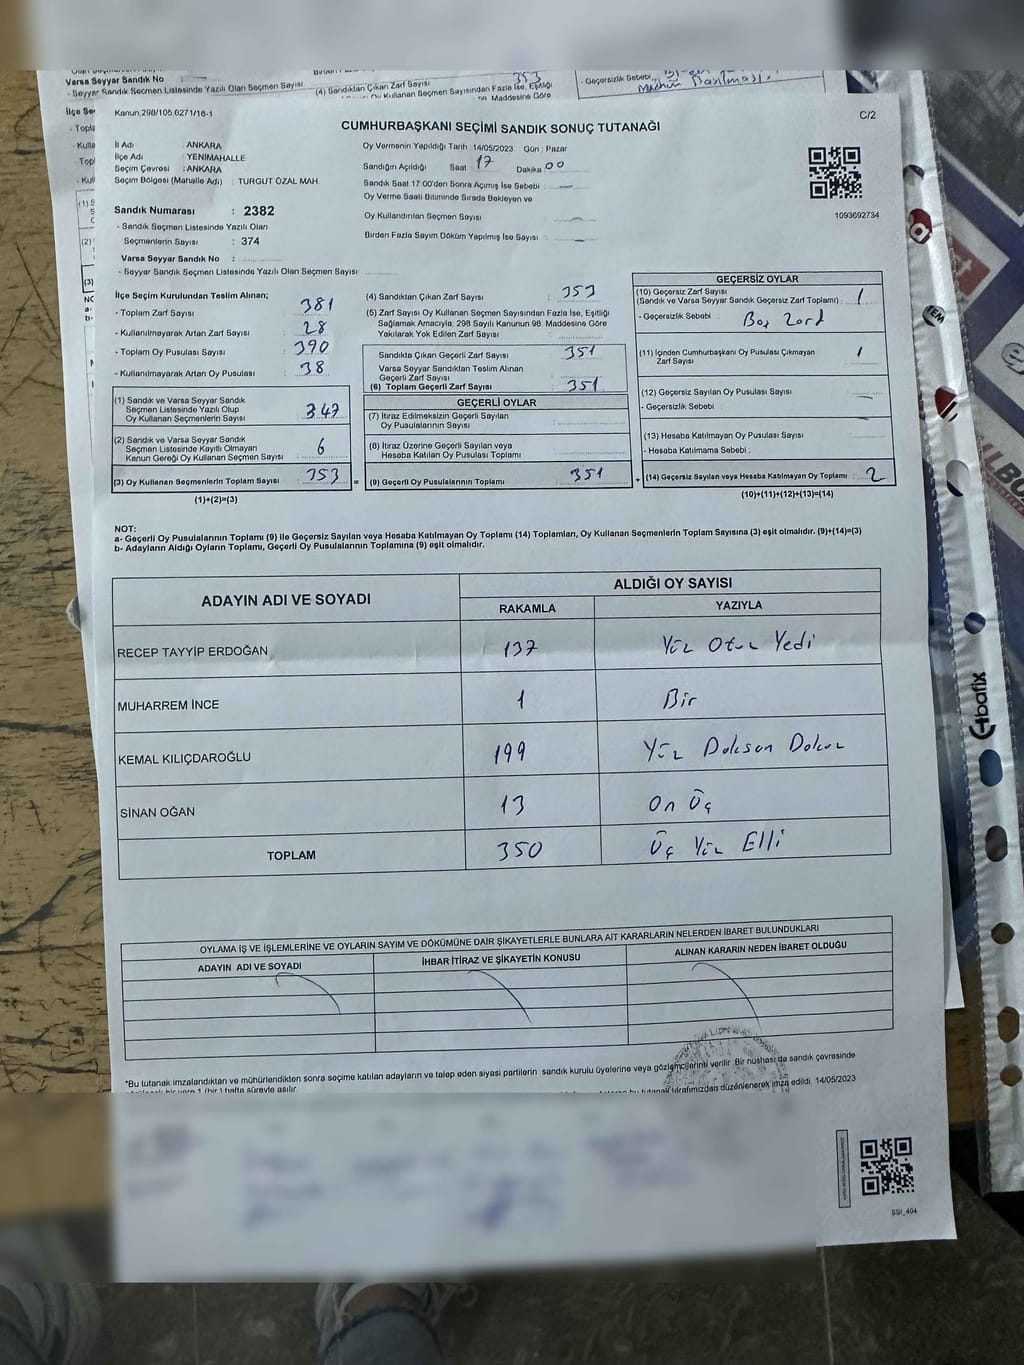 Varsa Seyyar Sandık No
- Seyyar Sandık Seçmen Listesinde Yazılı Olan Seçmen Sayısı
(4) Sandıktan Çıkan Zarf Sayısı 353
- Geçersizlik Sebebi
Kanun,298/105,6271/18-1
C/2
CUMHURBAŞKANI SEÇİMİ SANDIK SONUÇ TUTANAĞI
İl Adı : ANKARA
İlçe Adı : YENİMAHALLE
Seçim Çevresi : ANKARA
Seçim Bölgesi (Mahalle Adı) : TURGUT ÖZAL MAH.
Sandık Numarası : 2382
- Sandık Seçmen Listesinde Yazılı Olan
Seçmenlerin Sayısı : 374
Varsa Seyyar Sandık No :
- Seyyar Sandık Seçmen Listesinde Yazılı Olan Seçmen Sayısı
Oy Vermenin Yapıldığı Tarih 14/05/2023 Gün : Pazar
Sandığın Açıldığı Saat 17 Dakika 00
Sandık Saat 17 00'den Sonra Açılmış İse Sebebi :
Oy Verme Saati Bitiminde Sırada Bekleyen ve
Oy Kullandırılan Seçmen Sayısı :
Birden Fazla Sayım Döküm Yapılmış İse Sayısı :
1093692734
İlçe Seçim Kurulundan Teslim Alınan;
- Toplam Zarf Sayısı : 381
- Kullanılmayarak Artan Zarf Sayısı : 28
- Toplam Oy Pusulası Sayısı : 390
- Kullanılmayarak Artan Oy Pusulası : 38
(1) Sandık ve Varsa Seyyar Sandık
Seçmen Listesinde Yazılı Olup
Oy Kullanan Seçmenlerin Sayısı : 347
(2) Sandık ve Varsa Seyyar Sandık
Seçmen Listesinde Kayıtlı Olmayan
Kanun Gereği Oy Kullanan Seçmen Sayısı : 6
(3) Oy Kullanan Seçmenlerin Toplam Sayısı : 353 =
(1)+(2)=(3)
(4) Sandıktan Çıkan Zarf Sayısı : 353
(5) Zarf Sayısı Oy Kullanan Seçmen Sayısından Fazla İse, Eşitliği
Sağlamak Amacıyla, 298 Sayılı Kanunun 98. Maddesine Göre
Yakılarak Yok Edilen Zarf Sayısı :
Sandıkta Çıkan Geçerli Zarf Sayısı : 351
Varsa Seyyar Sandıktan Teslim Alınan
Geçerli Zarf Sayısı :
(6) Toplam Geçerli Zarf Sayısı : 351
GEÇERLİ OYLAR
(7) İtiraz Edilmeksizin Geçerli Sayılan
Oy Pusulalarının Sayısı :
(8) İtiraz Üzerine Geçerli Sayılan veya
Hesaba Katılan Oy Pusulası Toplamı :
(9) Geçerli Oy Pusulalarının Toplamı : 351 +
GEÇERSİZ OYLAR
(10) Geçersiz Zarf Sayısı
(Sandık ve Varsa Seyyar Sandık Geçersiz Zarf Toplamı) : 1
- Geçersizlik Sebebi : Boş Zarf
(11) İçinden Cumhurbaşkanı Oy Pusulası Çıkmayan
Zarf Sayısı : 1
(12) Geçersiz Sayılan Oy Pusulası Sayısı :
- Geçersizlik Sebebi :
(13) Hesaba Katılmayan Oy Pusulası Sayısı :
- Hesaba Katılmama Sebebi :
(14) Geçersiz Sayılan veya Hesaba Katılmayan Oy Toplamı : 2
(10)+(11)+(12)+(13)=(14)
NOT:
a- Geçerli Oy Pusulalarının Toplamı (9) ile Geçersiz Sayılan veya Hesaba Katılmayan Oy Toplamı (14) Toplamları, Oy Kullanan Seçmenlerin Toplam Sayısına (3) eşit olmalıdır. (9)+(14)=(3)
b- Adayların Aldığı Oyların Toplamı, Geçerli Oy Pusulalarının Toplamına (9) eşit olmalıdır.
ADAYIN ADI VE SOYADI
ALDIĞI OY SAYISI
RAKAMLA YAZIYLA
RECEP TAYYİP ERDOĞAN 137 Yüz Otuz Yedi
MUHARREM İNCE 1 Bir
KEMAL KILIÇDAROĞLU 199 Yüz Doksan Dokuz
SİNAN OĞAN 13 On Üç
TOPLAM 350 Üç Yüz Elli
OYLAMA İŞ VE İŞLEMLERİNE VE OYLARIN SAYIM VE DÖKÜMÜNE DAİR ŞİKAYETLERLE BUNLARA AİT KARARLARIN NELERDEN İBARET BULUNDUKLARI
ADAYIN ADI VE SOYADI İHBAR İTİRAZ VE ŞİKAYETİN KONUSU ALINAN KARARIN NEDEN İBARET OLDUĞU
*Bu tutanak imzalandıktan ve mühürlendikten sonra seçime katılan adayların ve talep eden siyasi partilerin sandık kurulu üyelerine veya gözlemcilerine verilir. Bir nüshası da sandık çevresinde
bir yere 1 (bir) hafta süreyle asılır. bu tutanak tarafımızdan düzenlenerek imza edildi. 14/05/2023
SSI_404
bafix